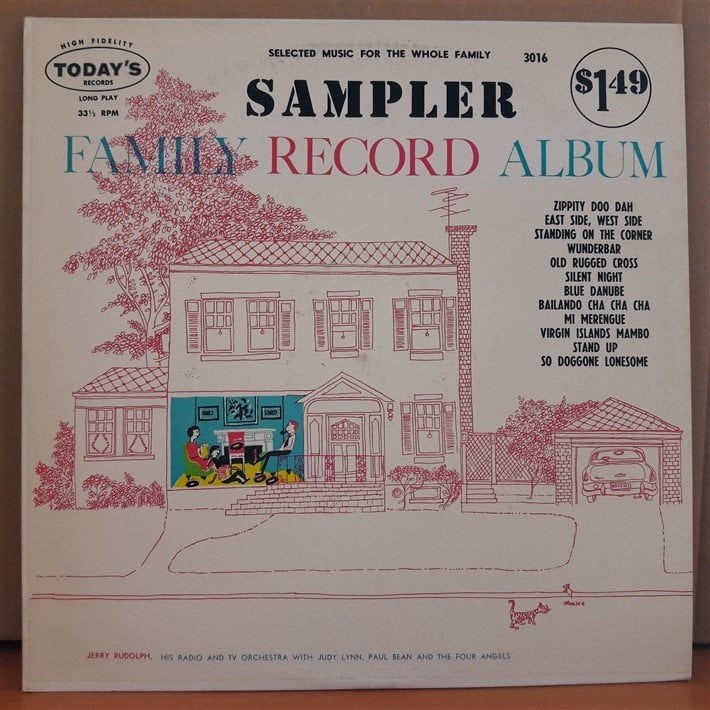 HIGH FIDELITY
TODAY'S
RECORDS
LONG PLAY
33⅓ RPM
SELECTED MUSIC FOR THE WHOLE FAMILY
3016
$1.49
SAMPLER
FAMILY RECORD ALBUM
ZIPPITY DOO DAH
EAST SIDE, WEST SIDE
STANDING ON THE CORNER
WUNDERBAR
OLD RUGGED CROSS
SILENT NIGHT
BLUE DANUBE
BAILANDO CHA CHA CHA
MI MERENGUE
VIRGIN ISLANDS MAMBO
STAND UP
SO DOGGONE LONESOME
JERRY RUDOLPH, HIS RADIO AND TV ORCHESTRA WITH JUDY LYNN, PAUL BEAN AND THE FOUR ANGELS